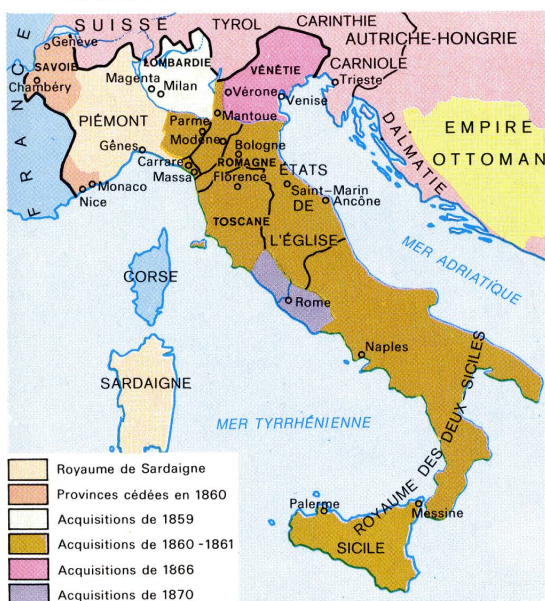 SUISSE
TYROL
CARINTHIE
AUTRICHE-HONGRIE
CARNIOLE
FRANCE
Genève
SAVOIE
Chambéry
LOMBARDIE
Magenta
Milan
VÉNÉTIE
Vérone
Venise
Trieste
Mantoue
PIÉMONT
Parme
Modène
Gênes
Bologne
ROMAGNE
Carrare
Massa
Florence
ÉTATS
DE
L'ÉGLISE
Saint-Marin
Ancône
DALMATIE
EMPIRE
OTTOMAN
Monaco
Nice
TOSCANE
MER ADRIATIQUE
CORSE
Rome
Naples
SARDAIGNE
MER TYRRHÉNIENNE
ROYAUME DES DEUX-SICILES
Palerme
Messine
SICILE
Royaume de Sardaigne
Provinces cédées en 1860
Acquisitions de 1859
Acquisitions de 1860-1861
Acquisitions de 1866
Acquisitions de 1870